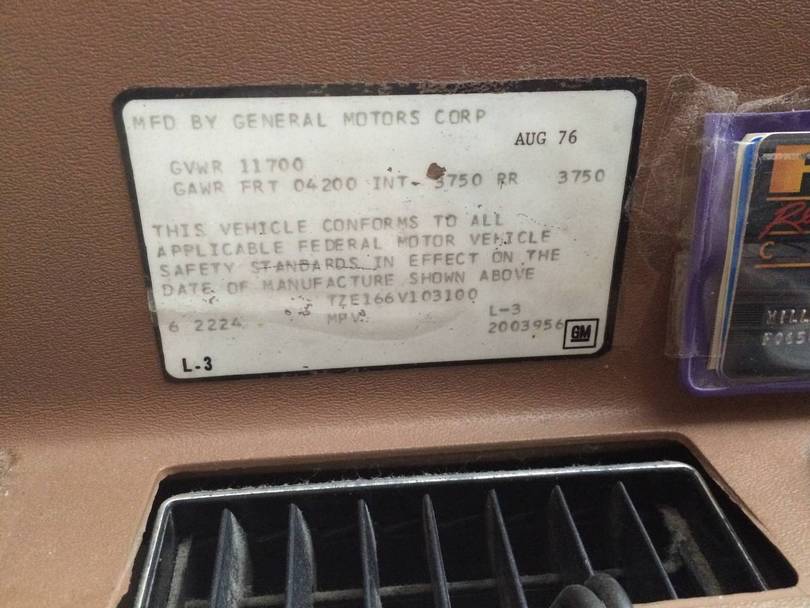 MFD BY GENERAL MOTORS CORP
AUG 76
GVWR 11700
GAWR FRT 04200 INT- 3750 RR 3750
THIS VEHICLE CONFORMS TO ALL
APPLICABLE FEDERAL MOTOR VEHICLE
SAFETY STANDARDS IN EFFECT ON THE
DATE OF MANUFACTURE SHOWN ABOVE
TZE166V103100
6 2224 MPV L-3
2003956 GM
L-3
C